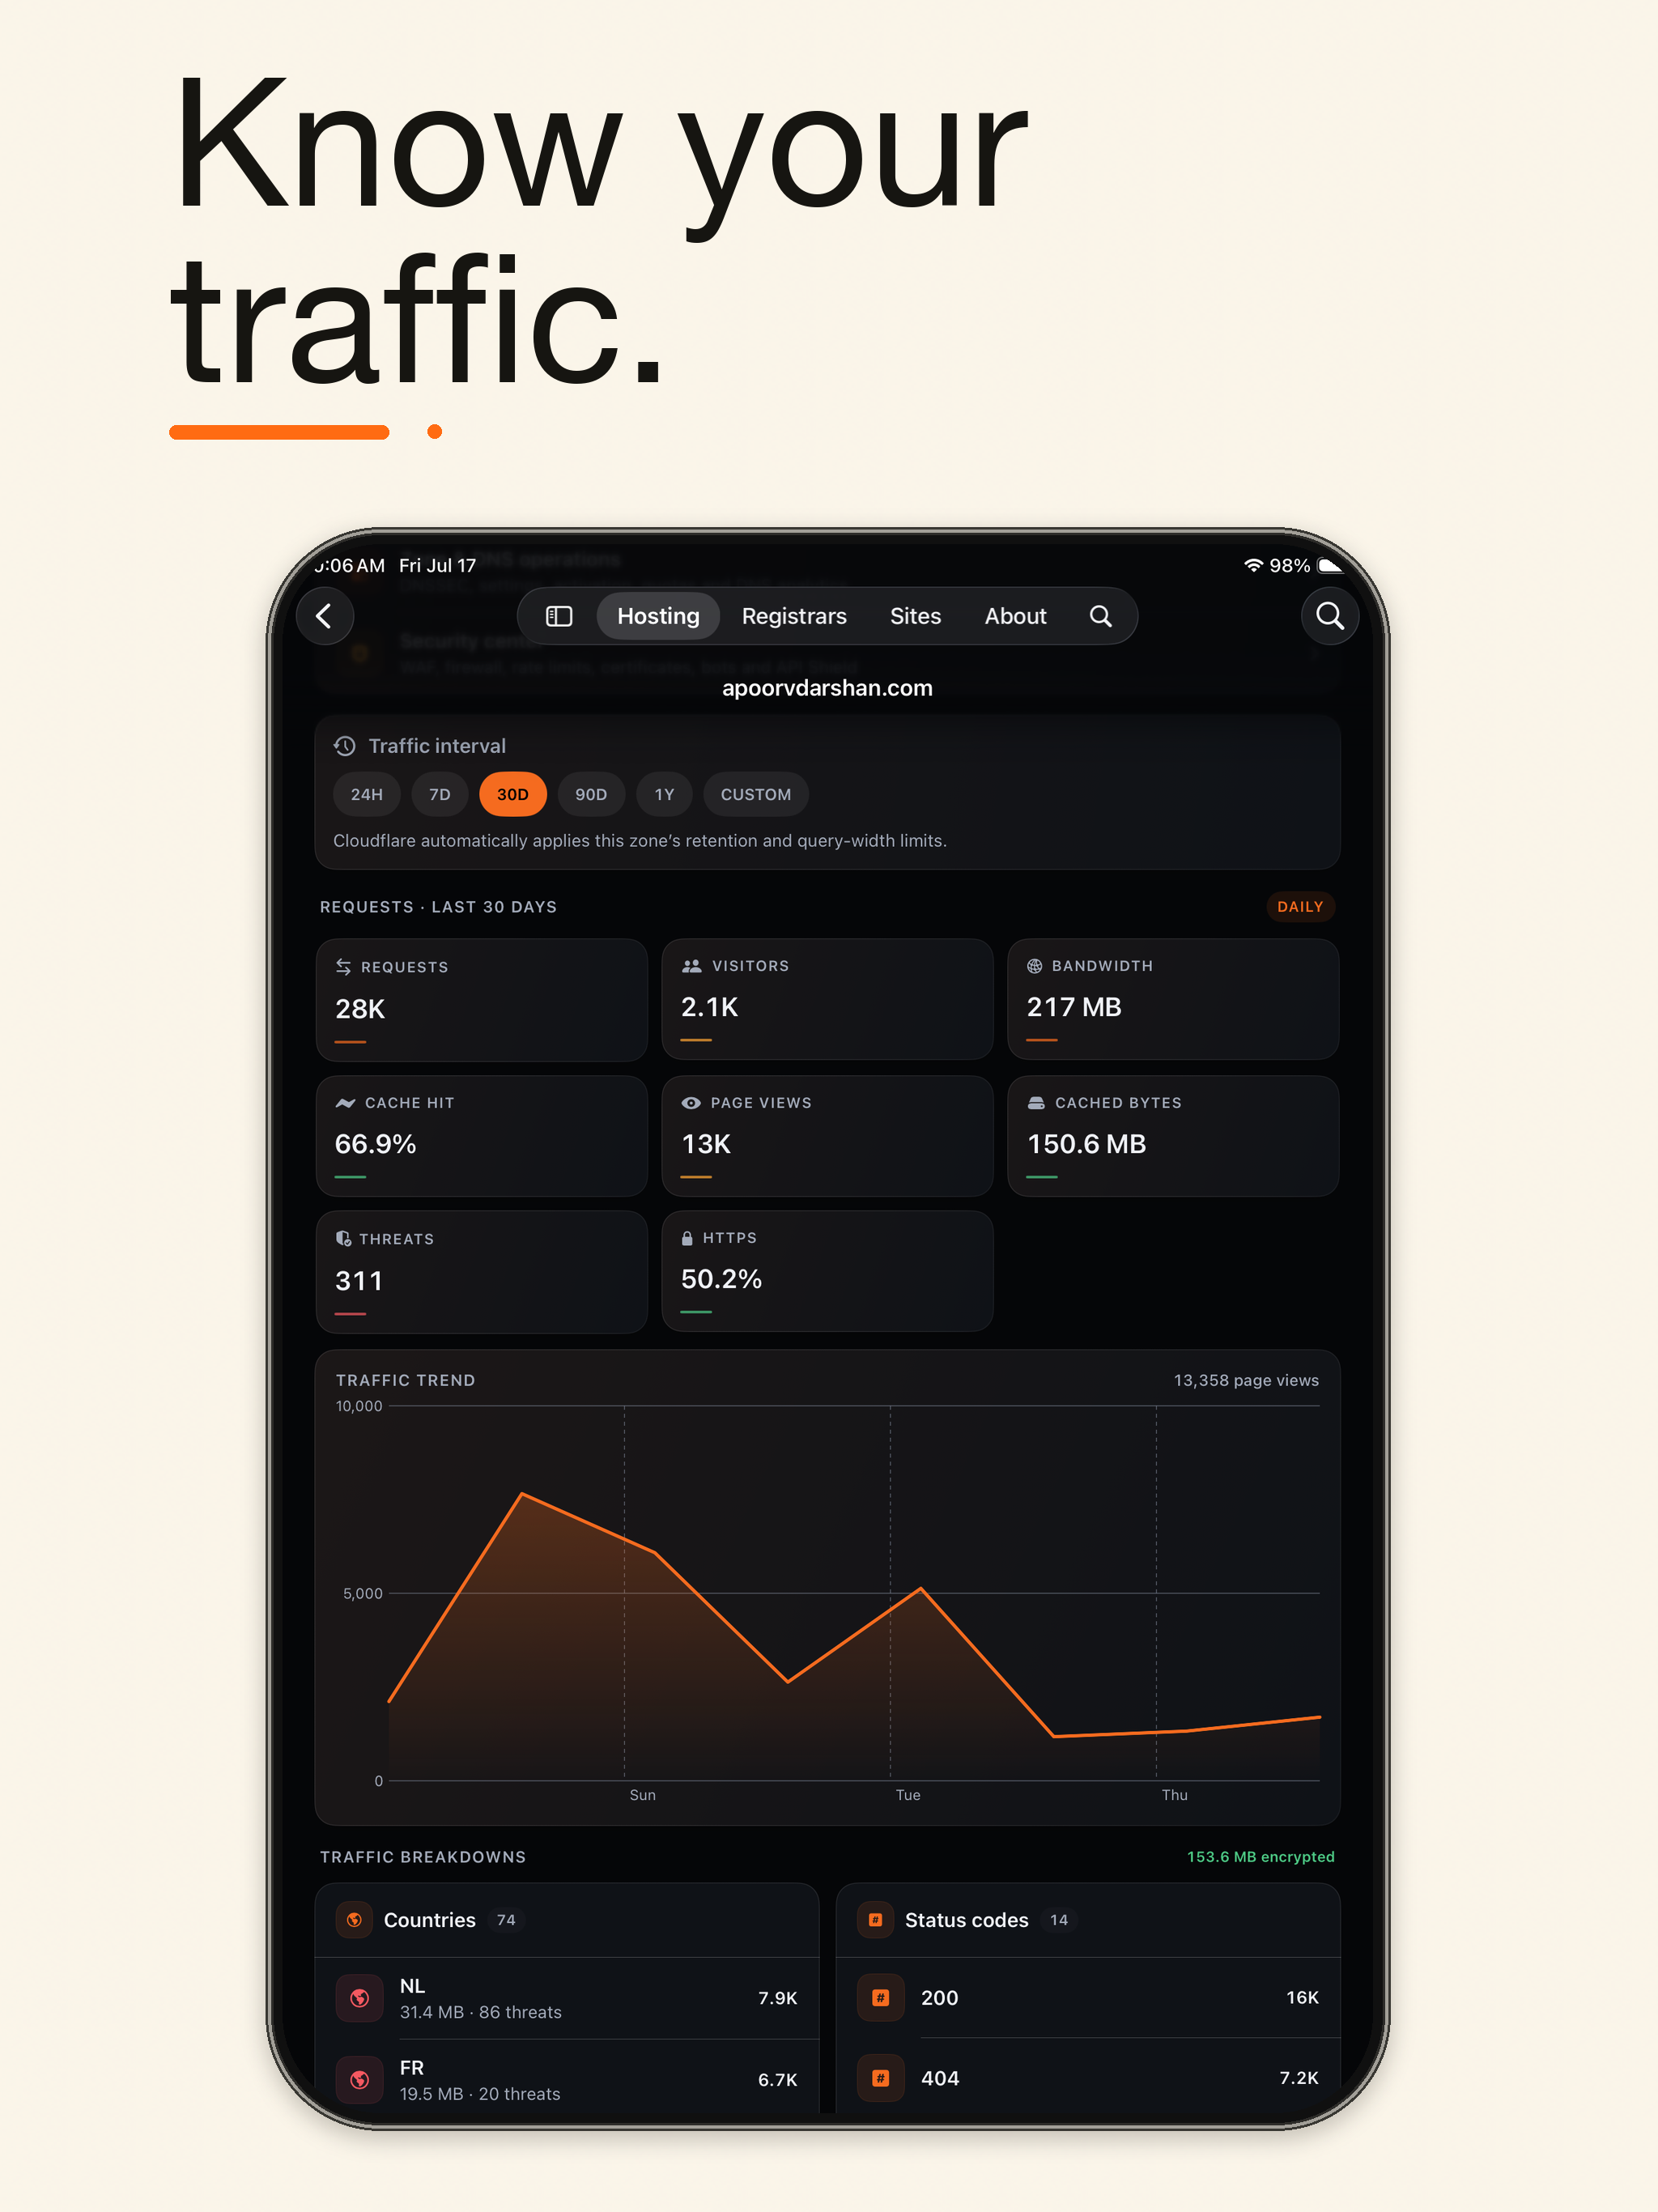 Know your
traffic.
:06 AM Fri Jul 17
98%
Hosting Registrars Sites About
Security
apoorvdarshan.com
Traffic interval
24H 7D 30D 90D 1Y CUSTOM
Cloudflare automatically applies this zone’s retention and query-width limits.
REQUESTS · LAST 30 DAYS
DAILY
REQUESTS
28K
VISITORS
2.1K
BANDWIDTH
217 MB
CACHE HIT
66.9%
PAGE VIEWS
13K
CACHED BYTES
150.6 MB
THREATS
311
HTTPS
50.2%
TRAFFIC TREND
13,358 page views
10,000
5,000
0
Sun Tue Thu
TRAFFIC BREAKDOWNS
153.6 MB encrypted
Countries 74
NL
31.4 MB · 86 threats
7.9K
FR
19.5 MB · 20 threats
6.7K
Status codes 14
200
16K
404
7.2K